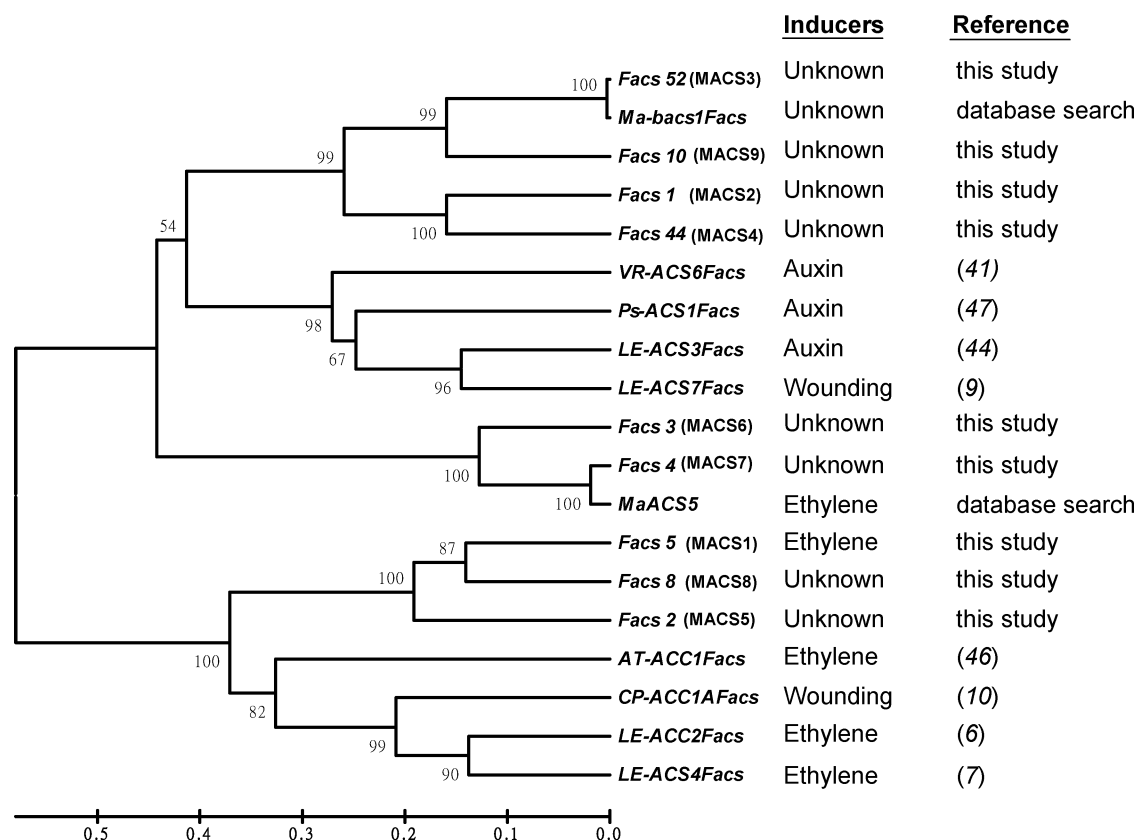 Inducers Reference
100 Facs 52 (MACS3) Unknown this study
Ma-bacs1Facs Unknown database search
99
Facs 10 (MACS9) Unknown this study
99
Facs 1 (MACS2) Unknown this study
100 Facs 44 (MACS4) Unknown this study
54
VR-ACS6Facs Auxin (41)
98
Ps-ACS1Facs Auxin (47)
67
LE-ACS3Facs Auxin (44)
96 LE-ACS7Facs Wounding (9)
Facs 3 (MACS6) Unknown this study
100
Facs 4 (MACS7) Unknown this study
100 MaACS5 Ethylene database search
87 Facs 5 (MACS1) Ethylene this study
100 Facs 8 (MACS8) Unknown this study
Facs 2 (MACS5) Unknown this study
100 AT-ACC1Facs Ethylene (46)
82 CP-ACC1AFacs Wounding (10)
99 LE-ACC2Facs Ethylene (6)
90 LE-ACS4Facs Ethylene (7)
0.5 0.4 0.3 0.2 0.1 0.0